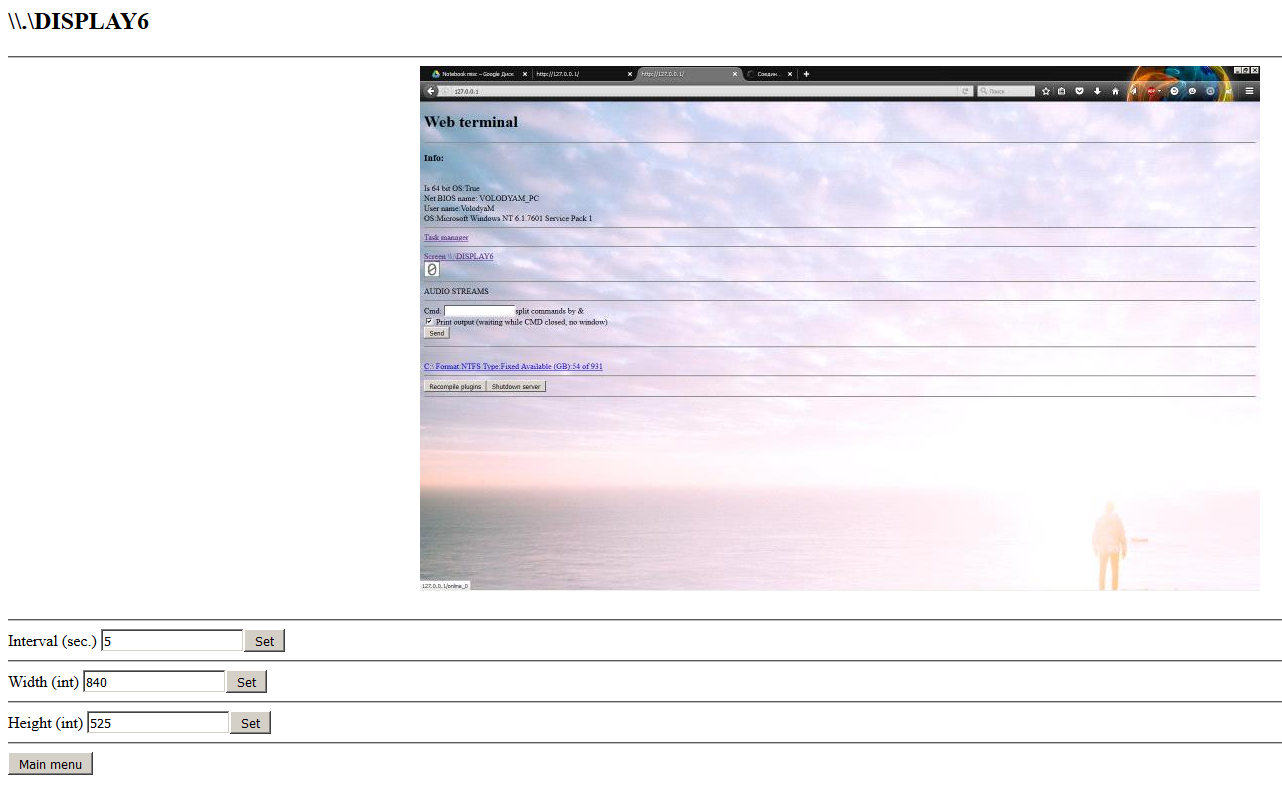 \\.\DISPLAY6
Notebook misc – Google Диск
http://127.0.0.1/
http://127.0.0.1/
Соедин...
127.0.0.1
Поиск
Web terminal
Info:
Is 64 bit OS:True
Net BIOS name: VOLODYAM_PC
User name:VolodyaM
OS:Microsoft Windows NT 6.1.7601 Service Pack 1
Task manager
Screen \\.\DISPLAY6
0
AUDIO STREAMS
Cmd: split commands by &
Print output (waiting while CMD closed, no window)
Send
C:\ Format:NTFS Type:Fixed Available (GB):54 of 931
Recompile plugins Shutdown server
127.0.0.1/online_0
Interval (sec.) 5 Set
Width (int) 840 Set
Height (int) 525 Set
Main menu